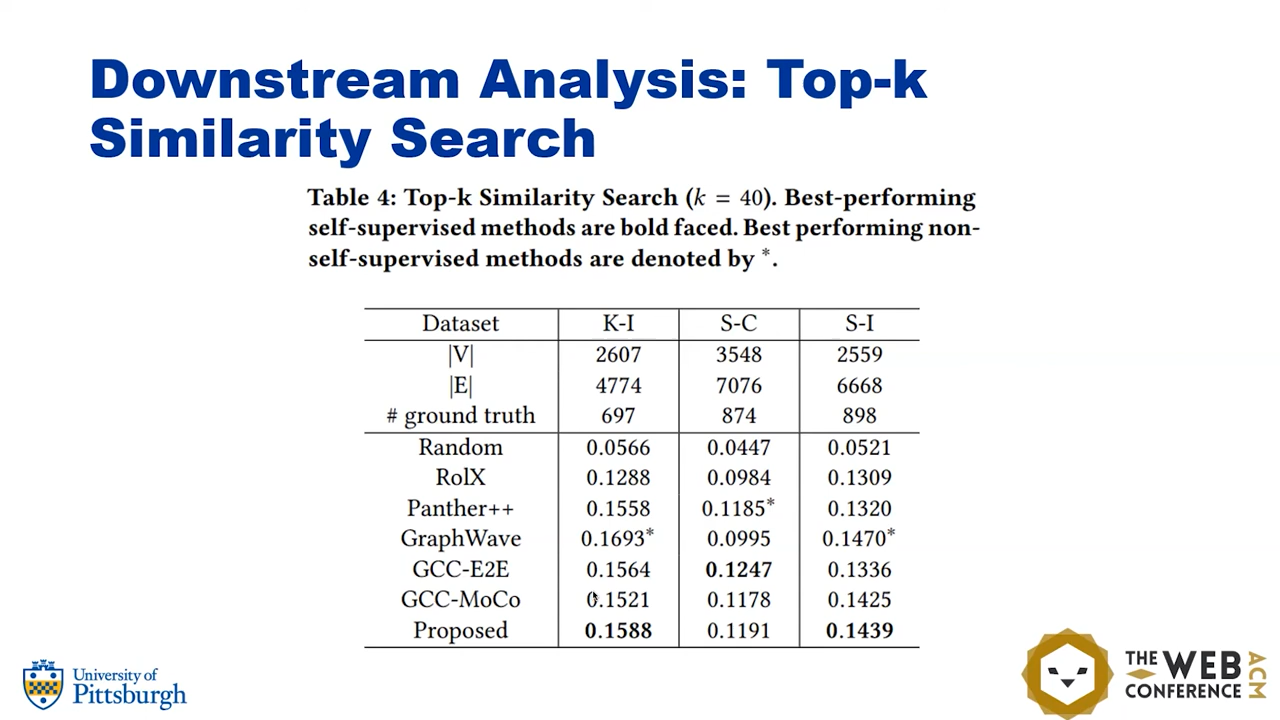 Downstream Analysis: Top-k
Similarity Search
Table 4: Top-k Similarity Search (k = 40). Best-performing
self-supervised methods are bold faced. Best performing non-
self-supervised methods are denoted by *.
Dataset K-I S-C S-I
|V| 2607 3548 2559
|E| 4774 7076 6668
# ground truth 697 874 898
Random 0.0566 0.0447 0.0521
RolX 0.1288 0.0984 0.1309
Panther++ 0.1558 0.1185* 0.1320
GraphWave 0.1693* 0.0995 0.1470*
GCC-E2E 0.1564 0.1247 0.1336
GCC-MoCo 0.1521 0.1178 0.1425
Proposed 0.1588 0.1191 0.1439
University of
Pittsburgh
THE WEB
CONFERENCE
ACM